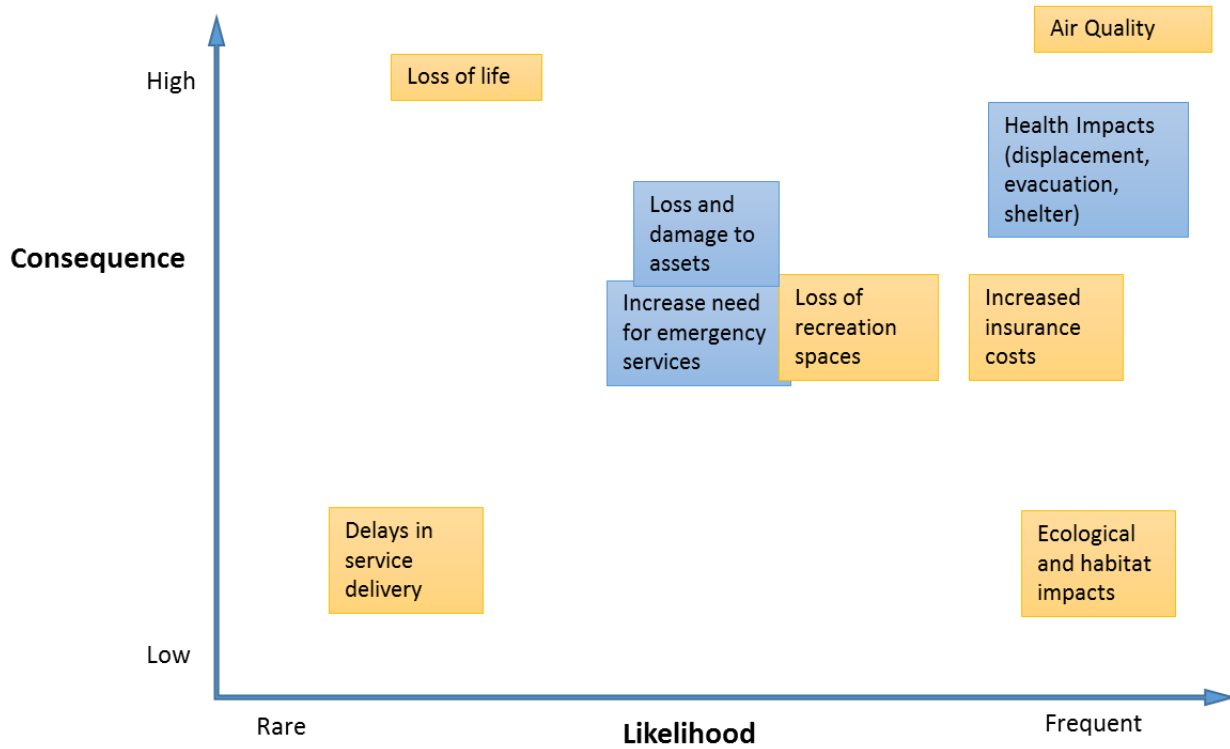 Air Quality
High
Loss of life
Health Impacts
(displacement,
evacuation,
shelter)
Loss and
damage to
assets
Consequence
Increase need
for emergency
services
Loss of
recreation
spaces
Increased
insurance
costs
Delays in
service
delivery
Ecological
and habitat
impacts
Low
Rare
Likelihood
Frequent